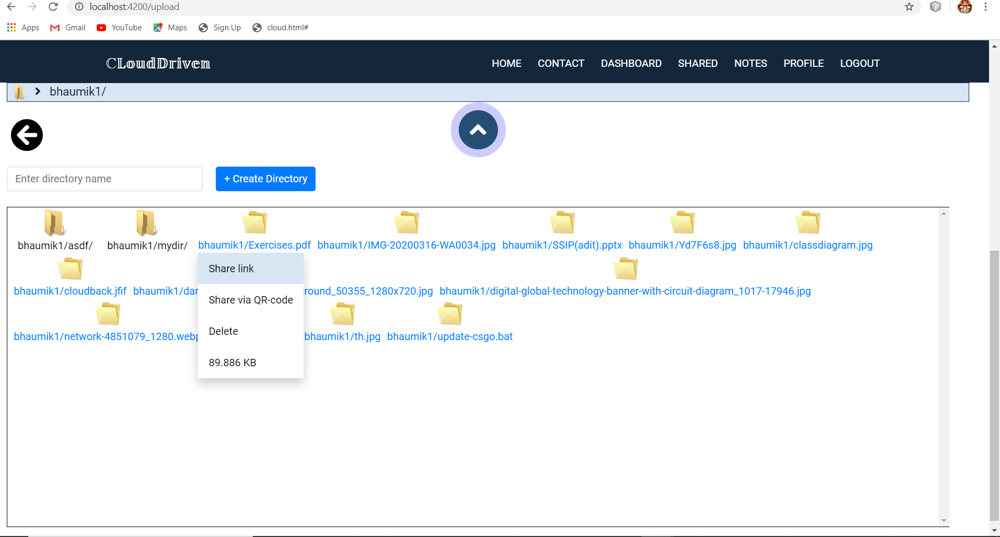 localhost:4200/upload
Apps Gmail YouTube Maps Sign Up cloud.html#
CLoudDriven HOME CONTACT DASHBOARD SHARED NOTES PROFILE LOGOUT
bhaumik1/
Enter directory name + Create Directory
bhaumik1/asdf/ bhaumik1/mydir/ bhaumik1/Exercises.pdf bhaumik1/IMG-20200316-WA0034.jpg bhaumik1/SSIP(adit).pptx bhaumik1/Yd7F6s8.jpg bhaumik1/classdiagram.jpg
Share link
bhaumik1/cloudback.jfif bhaumik1/dar round_50355_1280x720.jpg bhaumik1/digital-global-technology-banner-with-circuit-diagram_1017-17946.jpg
Share via QR-code
Delete
bhaumik1/network-4851079_1280.webp bhaumik1/th.jpg bhaumik1/update-csgo.bat
89.886 KB